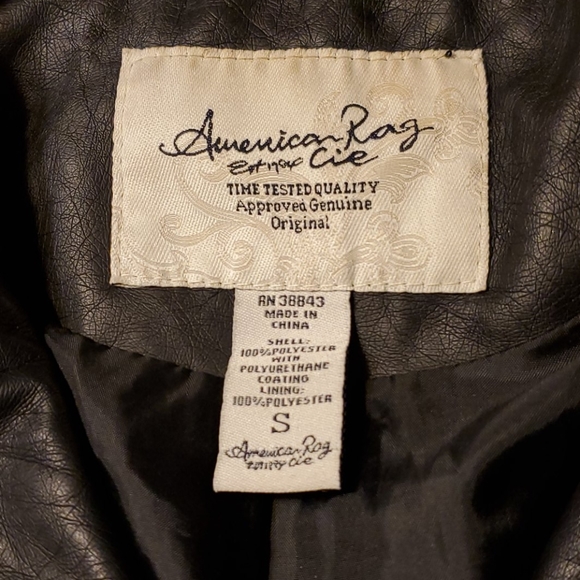 American Rag
Cie
TIME TESTED QUALITY
Approved Genuine
Original
RN 38843
MADE IN
CHINA
SHELL:
100%POLYESTER
WITH
POLYURETHANE
COATING
LINING:
100%POLYESTER
S
American Rag
Cie